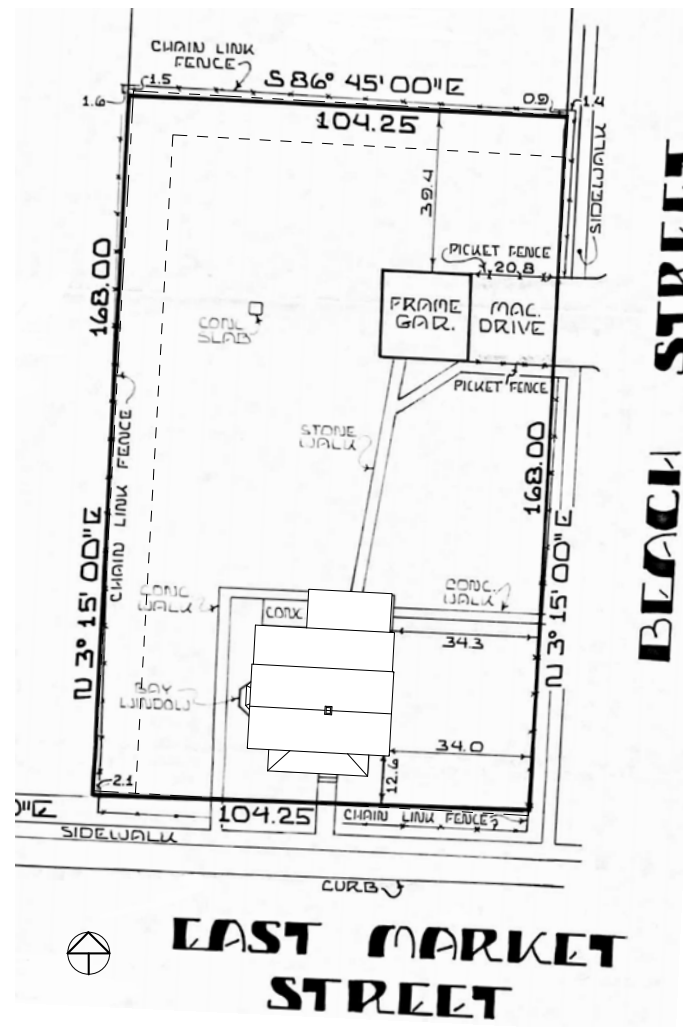 CHAIN LINK
FENCE
S 86° 45' 00" E
1.5
1.6
0.9
1.4
104.25
39.4
SIDEWALK
PICKET FENCE
20.8
FRAME
GAR.
MAC.
DRIVE
CONC
SLAB
168.00
PICKET FENCE
CHAIN LINK FENCE
STONE
WALK
168.00
BEACH STREET
N 3° 15' 00" E
CONC
WALK
CONC
CONC.
WALK
34.3
N 3° 15' 00" E
BAY
WINDOW
34.0
12.6
2.1
0" E
104.25
CHAIN LINK FENCE
SIDEWALK
CURB
EAST MARKET
STREET